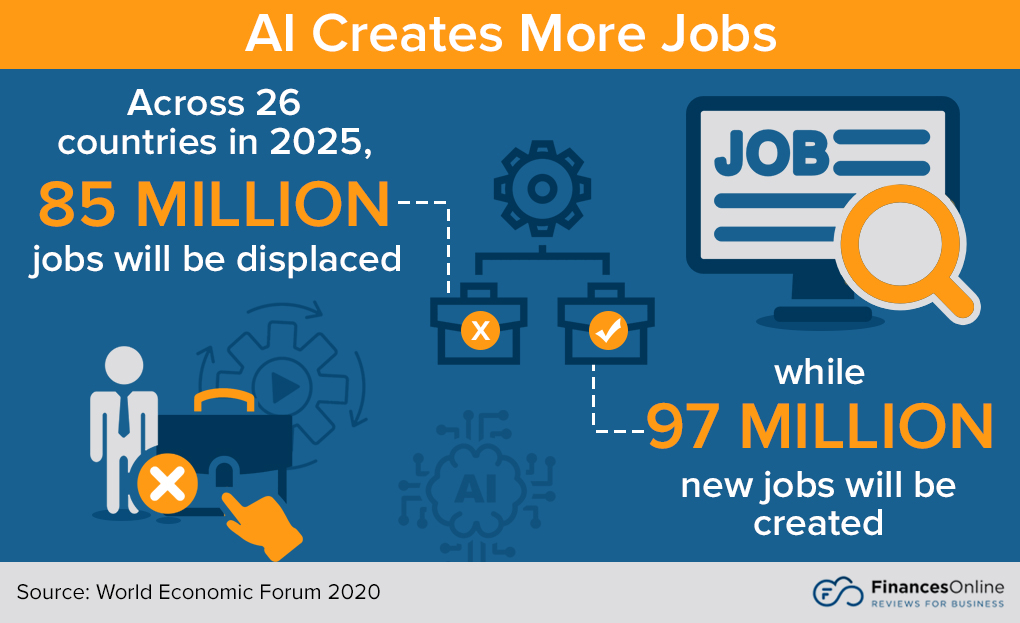 AI Creates More Jobs
Across 26
countries in 2025,
85 MILLION
jobs will be displaced
JOB
X
while
97 MILLION
new jobs will be
created
AI
Source: World Economic Forum 2020
FinancesOnline
REVIEWS FOR BUSINESS